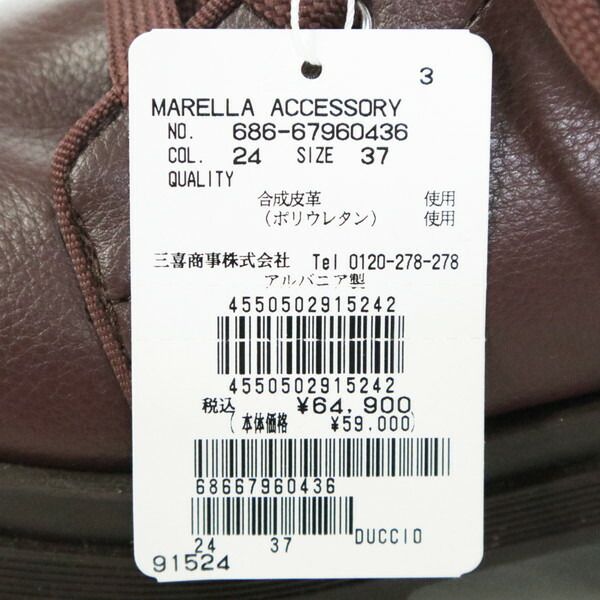 3
MARELLA ACCESSORY
NO. 686-67960436
COL. 24 SIZE 37
QUALITY
合成皮革 使用
(ポリウレタン) 使用
三喜商事株式会社 Tel 0120-278-278
アルバニア製
4550502915242
4550502915242
税込 ¥64,900
(本体価格 ¥59,000)
68667960436
24 37 DUCCIO
91524